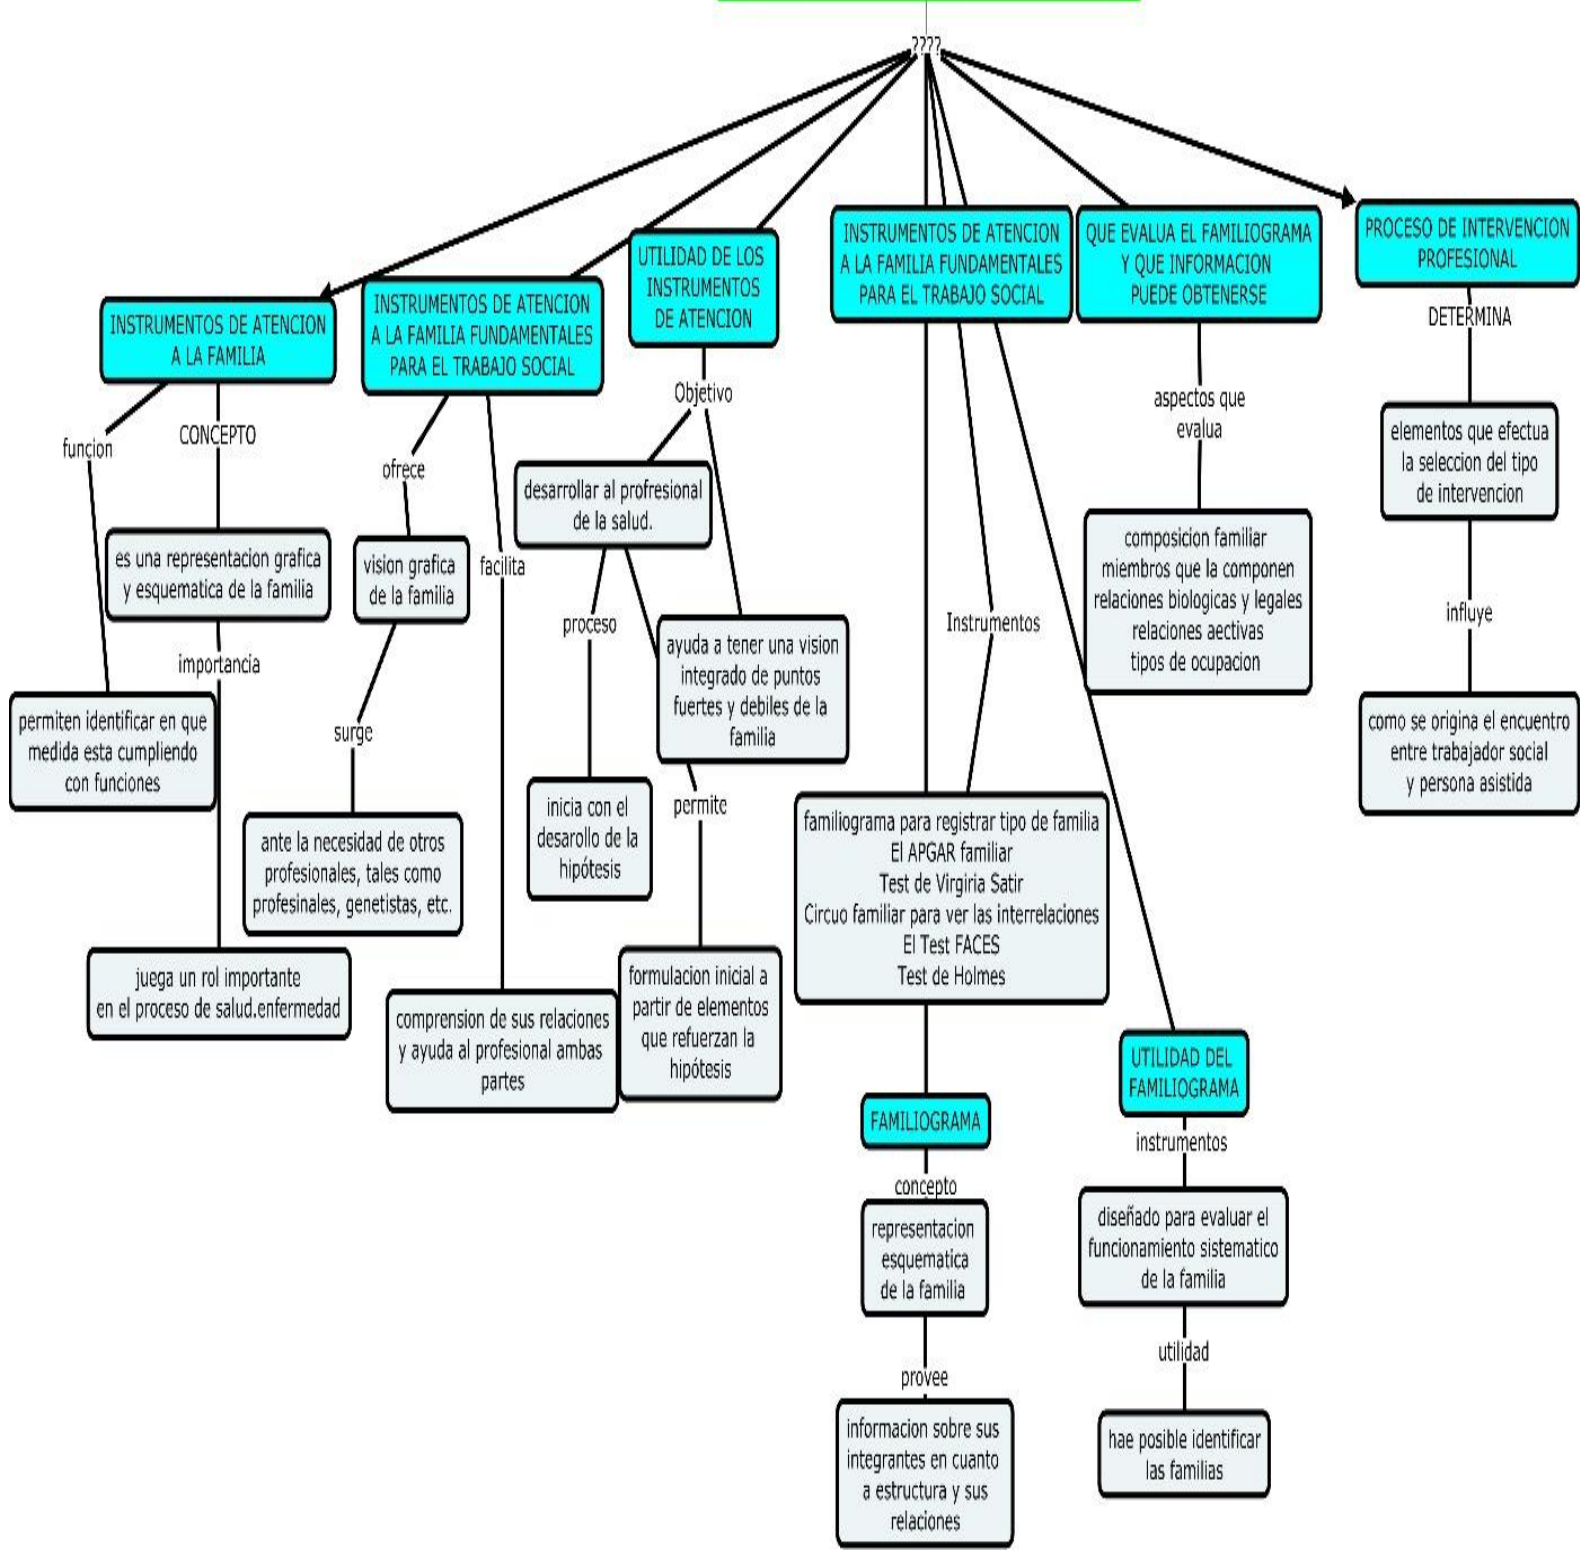 ????
INSTRUMENTOS DE ATENCION
A LA FAMILIA
funcion
permiten identificar en que
medida esta cumpliendo
con funciones
CONCEPTO
es una representacion grafica
y esquematica de la familia
importancia
juega un rol importante
en el proceso de salud.enfermedad
INSTRUMENTOS DE ATENCION
A LA FAMILIA FUNDAMENTALES
PARA EL TRABAJO SOCIAL
ofrece
vision grafica
de la familia
surge
ante la necesidad de otros
profesionales, tales como
profesinales, genetistas, etc.
facilita
comprension de sus relaciones
y ayuda al profesional ambas
partes
UTILIDAD DE LOS
INSTRUMENTOS
DE ATENCION
Objetivo
desarrollar al profresional
de la salud.
proceso
inicia con el
desarollo de la
hipótesis
ayuda a tener una vision
integrado de puntos
fuertes y debiles de la
familia
permite
formulacion inicial a
partir de elementos
que refuerzan la
hipótesis
INSTRUMENTOS DE ATENCION
A LA FAMILIA FUNDAMENTALES
PARA EL TRABAJO SOCIAL
Instrumentos
familiograma para registrar tipo de familia
El APGAR familiar
Test de Virgiria Satir
Circuo familiar para ver las interrelaciones
El Test FACES
Test de Holmes
FAMILIOGRAMA
concepto
representacion
esquematica
de la familia
provee
informacion sobre sus
integrantes en cuanto
a estructura y sus
relaciones
UTILIDAD DEL
FAMILIOGRAMA
instrumentos
diseñado para evaluar el
funcionamiento sistematico
de la familia
utilidad
hae posible identificar
las familias
QUE EVALUA EL FAMILIOGRAMA
Y QUE INFORMACION
PUEDE OBTENERSE
aspectos que
evalua
composicion familiar
miembros que la componen
relaciones biologicas y legales
relaciones aectivas
tipos de ocupacion
PROCESO DE INTERVENCION
PROFESIONAL
DETERMINA
elementos que efectua
la seleccion del tipo
de intervencion
influye
como se origina el encuentro
entre trabajador social
y persona asistida